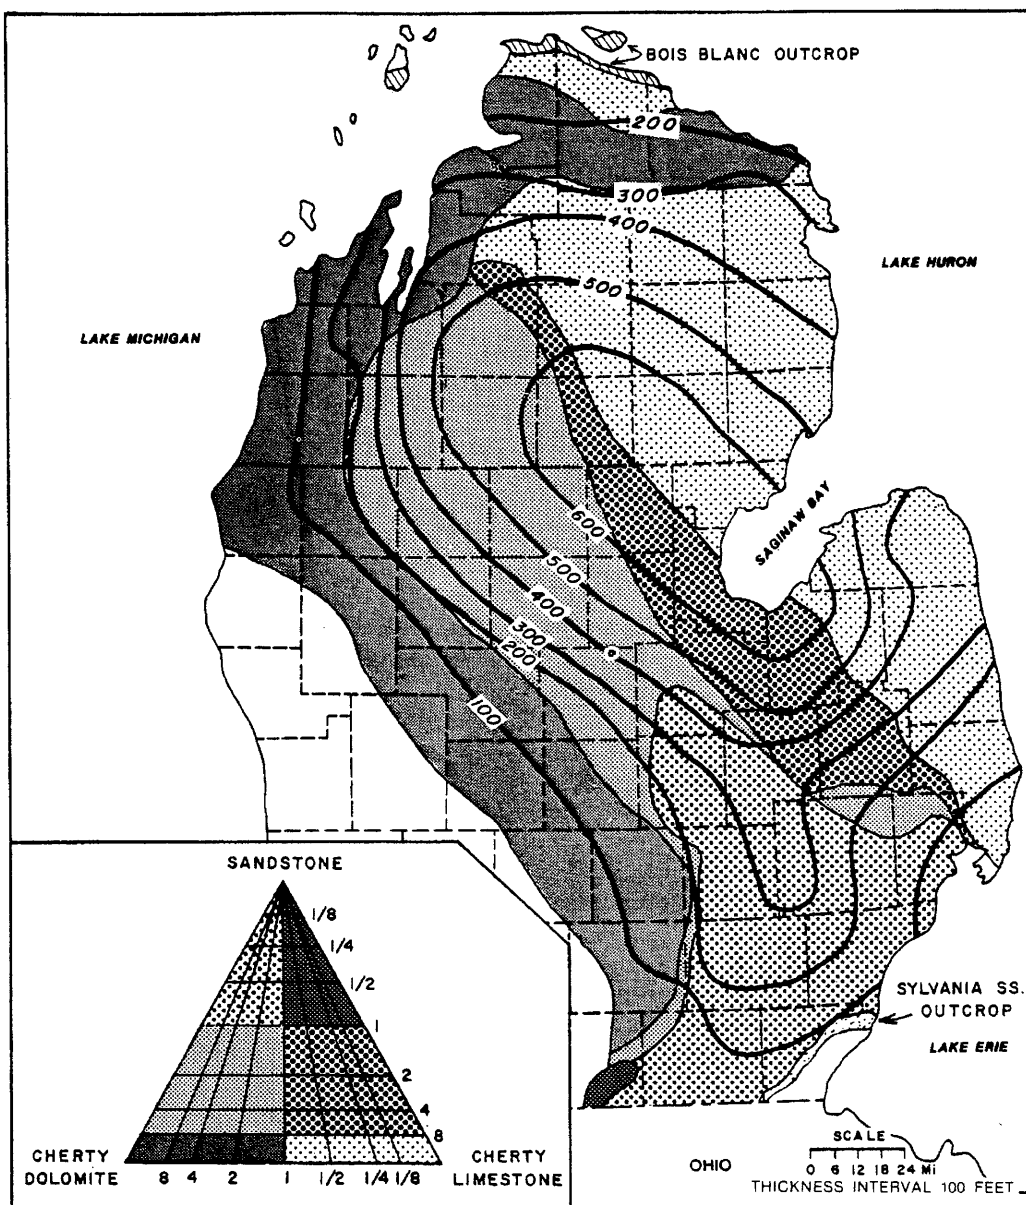 BOIS BLANC OUTCROP
200
300
400
LAKE HURON
500
LAKE MICHIGAN
SAGINAW BAY
600
500
400
300
200
100
SANDSTONE
1/8
1/4
1/2
1
2
4
8
CHERTY
DOLOMITE
8 4 2 1 1/2 1/4 1/8
CHERTY
LIMESTONE
SYLVANIA SS.
OUTCROP
LAKE ERIE
OHIO
SCALE
0 6 12 18 24 Mi
THICKNESS INTERVAL 100 FEET